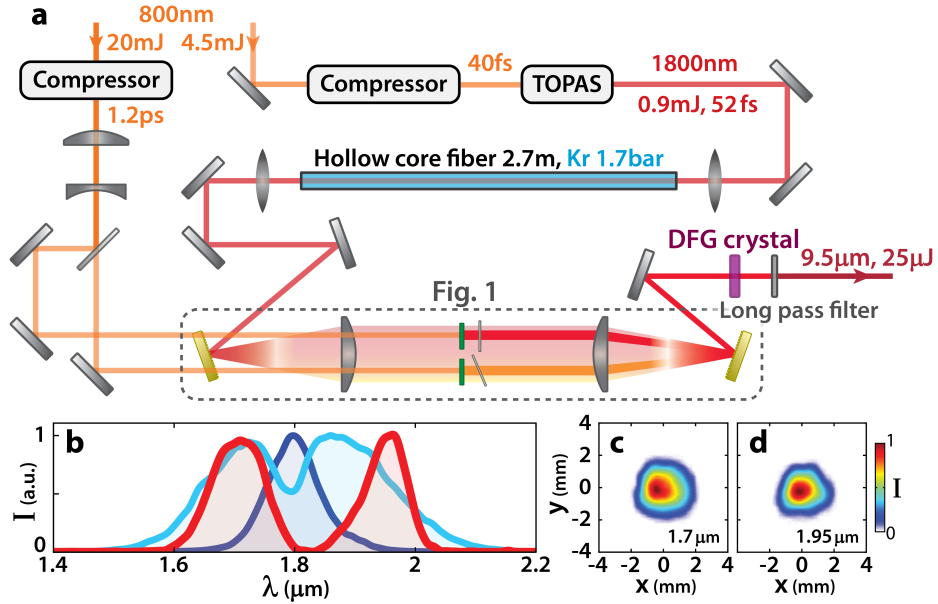 a
800nm
20mJ 4.5mJ
Compressor
1.2ps
Compressor
40fs
TOPAS
1800nm
0.9mJ, 52fs
Hollow core fiber 2.7m, Kr 1.7bar
DFG crystal
9.5μm, 25μJ
Long pass filter
Fig. 1
b
I (a.u.)
1
0
1.4 1.6 1.8 2.0 2.2
λ (μm)
c
y (mm)
4
2
0
-2
-4
1.7μm
-4 -2 0 2 4
x (mm)
d
1.95μm
-2 0 2 4
x (mm)
1
I
0